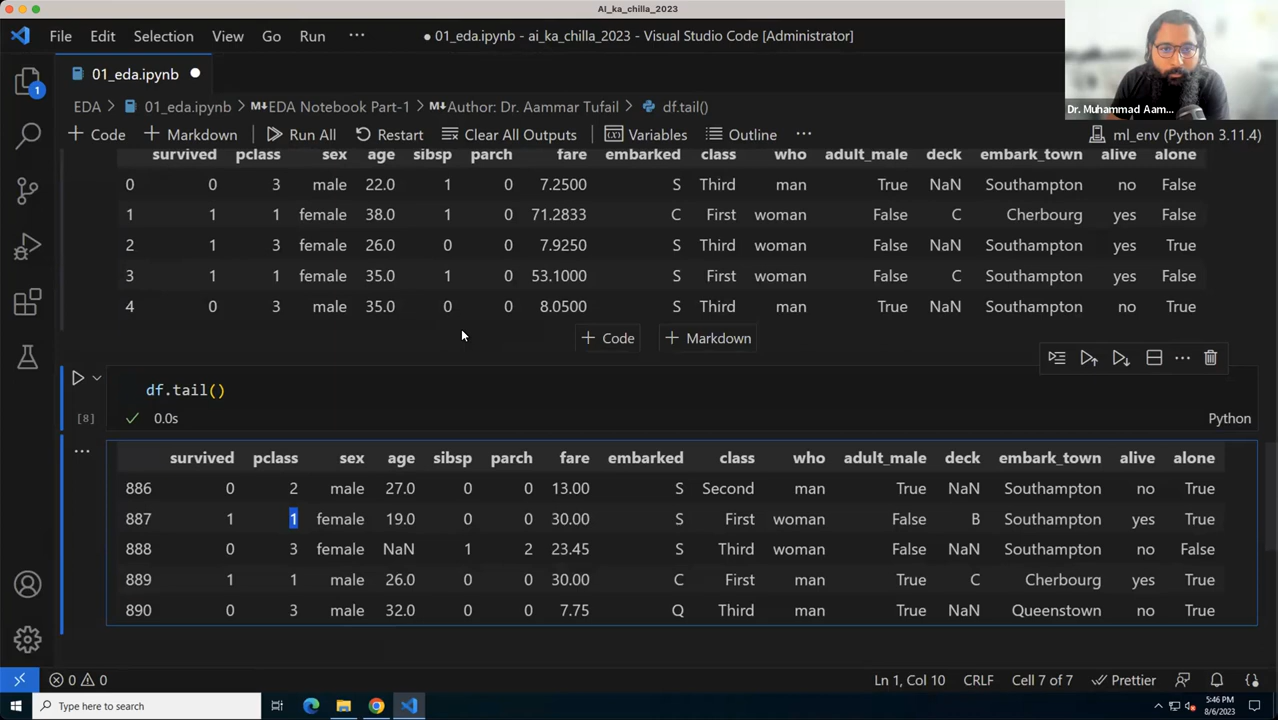 AI_ka_chilla_2023
File Edit Selection View Go Run ••• ● 01_eda.ipynb - ai_ka_chilla_2023 - Visual Studio Code [Administrator]
01_eda.ipynb
EDA > 01_eda.ipynb > M↓EDA Notebook Part-1 > M↓Author: Dr. Aammar Tufail > df.tail()
Dr. Muhammad Aam...
+ Code + Markdown Run All Restart Clear All Outputs Variables Outline ••• ml_env (Python 3.11.4)
survived pclass sex age sibsp parch fare embarked class who adult_male deck embark_town alive alone
0 0 3 male 22.0 1 0 7.2500 S Third man True NaN Southampton no False
1 1 1 female 38.0 1 0 71.2833 C First woman False C Cherbourg yes False
2 1 3 female 26.0 0 0 7.9250 S Third woman False NaN Southampton yes True
3 1 1 female 35.0 1 0 53.1000 S First woman False C Southampton yes False
4 0 3 male 35.0 0 0 8.0500 S Third man True NaN Southampton no True
+ Code + Markdown
df.tail()
[8] 0.0s Python
survived pclass sex age sibsp parch fare embarked class who adult_male deck embark_town alive alone
886 0 2 male 27.0 0 0 13.00 S Second man True NaN Southampton no True
887 1 1 female 19.0 0 0 30.00 S First woman False B Southampton yes True
888 0 3 female NaN 1 2 23.45 S Third woman False NaN Southampton no False
889 1 1 male 26.0 0 0 30.00 C First man True C Cherbourg yes True
890 0 3 male 32.0 0 0 7.75 Q Third man True NaN Queenstown no True
1
0 0 Ln 1, Col 10 CRLF Cell 7 of 7 Prettier
Type here to search
5:46 PM
8/6/2023